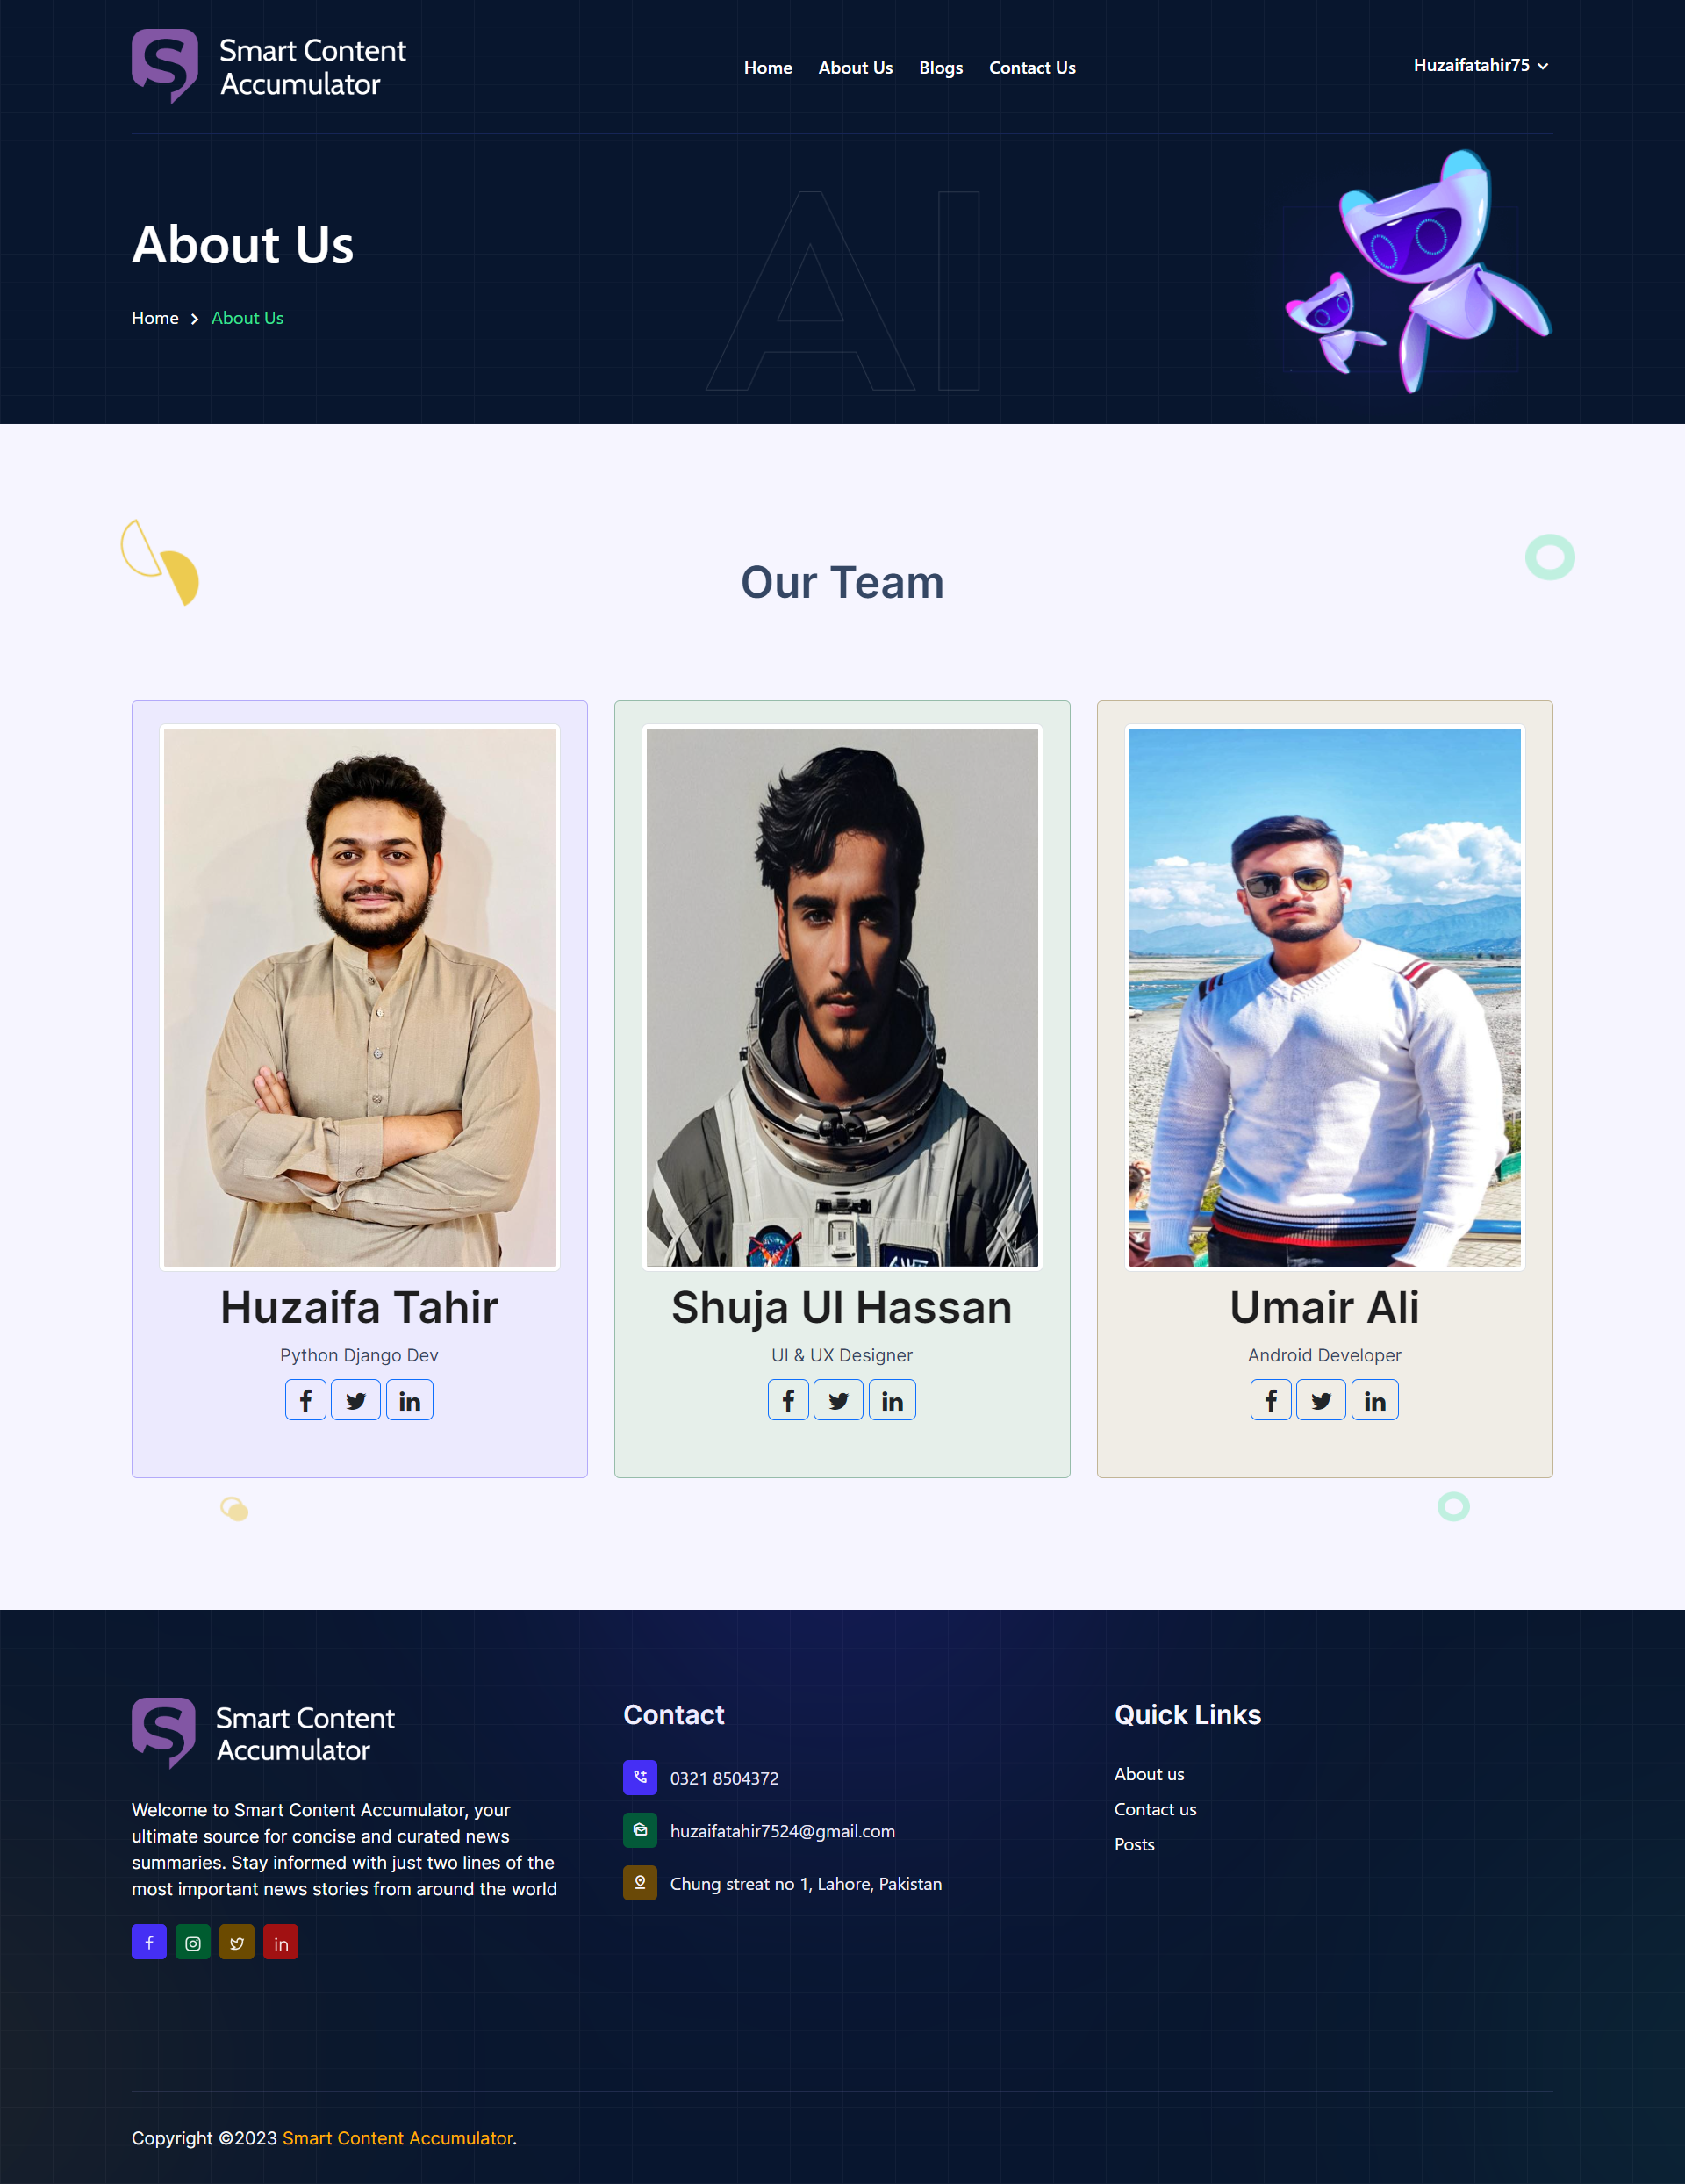 Smart Content
Accumulator
Home
About Us
Blogs
Contact Us
Huzaifatahir75
AI
About Us
Home
About Us
Our Team
Huzaifa Tahir
Python Django Dev
Shuja Ul Hassan
UI & UX Designer
Umair Ali
Android Developer
Smart Content
Accumulator
Welcome to Smart Content Accumulator, your
ultimate source for concise and curated news
summaries. Stay informed with just two lines of the
most important news stories from around the world
Contact
0321 8504372
huzaifatahir7524@gmail.com
Chung streat no 1, Lahore, Pakistan
Quick Links
About us
Contact us
Posts
Copyright ©2023 Smart Content Accumulator.